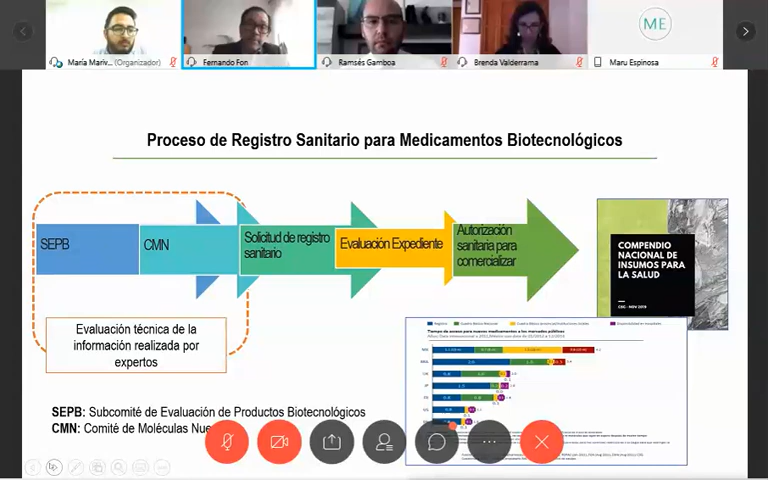 María Mariv... (Organizador)
Fernando Fon
Ramsés Gamboa
Brenda Valderrama
ME
Maru Espinosa
Proceso de Registro Sanitario para Medicamentos Biotecnológicos
SEPB
CMN
Solicitud de registro
sanitario
Evaluación Expediente
Autorización
sanitaria para
comercializar
COMPENDIO
NACIONAL DE
INSUMOS PARA
LA SALUD
CSG - NOV 2019
Evaluación técnica de la
información realizada por
expertos
Tiempo de acceso para nuevos medicamentos a los mercados públicos
SEPB: Subcomité de Evaluación de Productos Biotecnológicos
CMN: Comité de Moléculas Nue